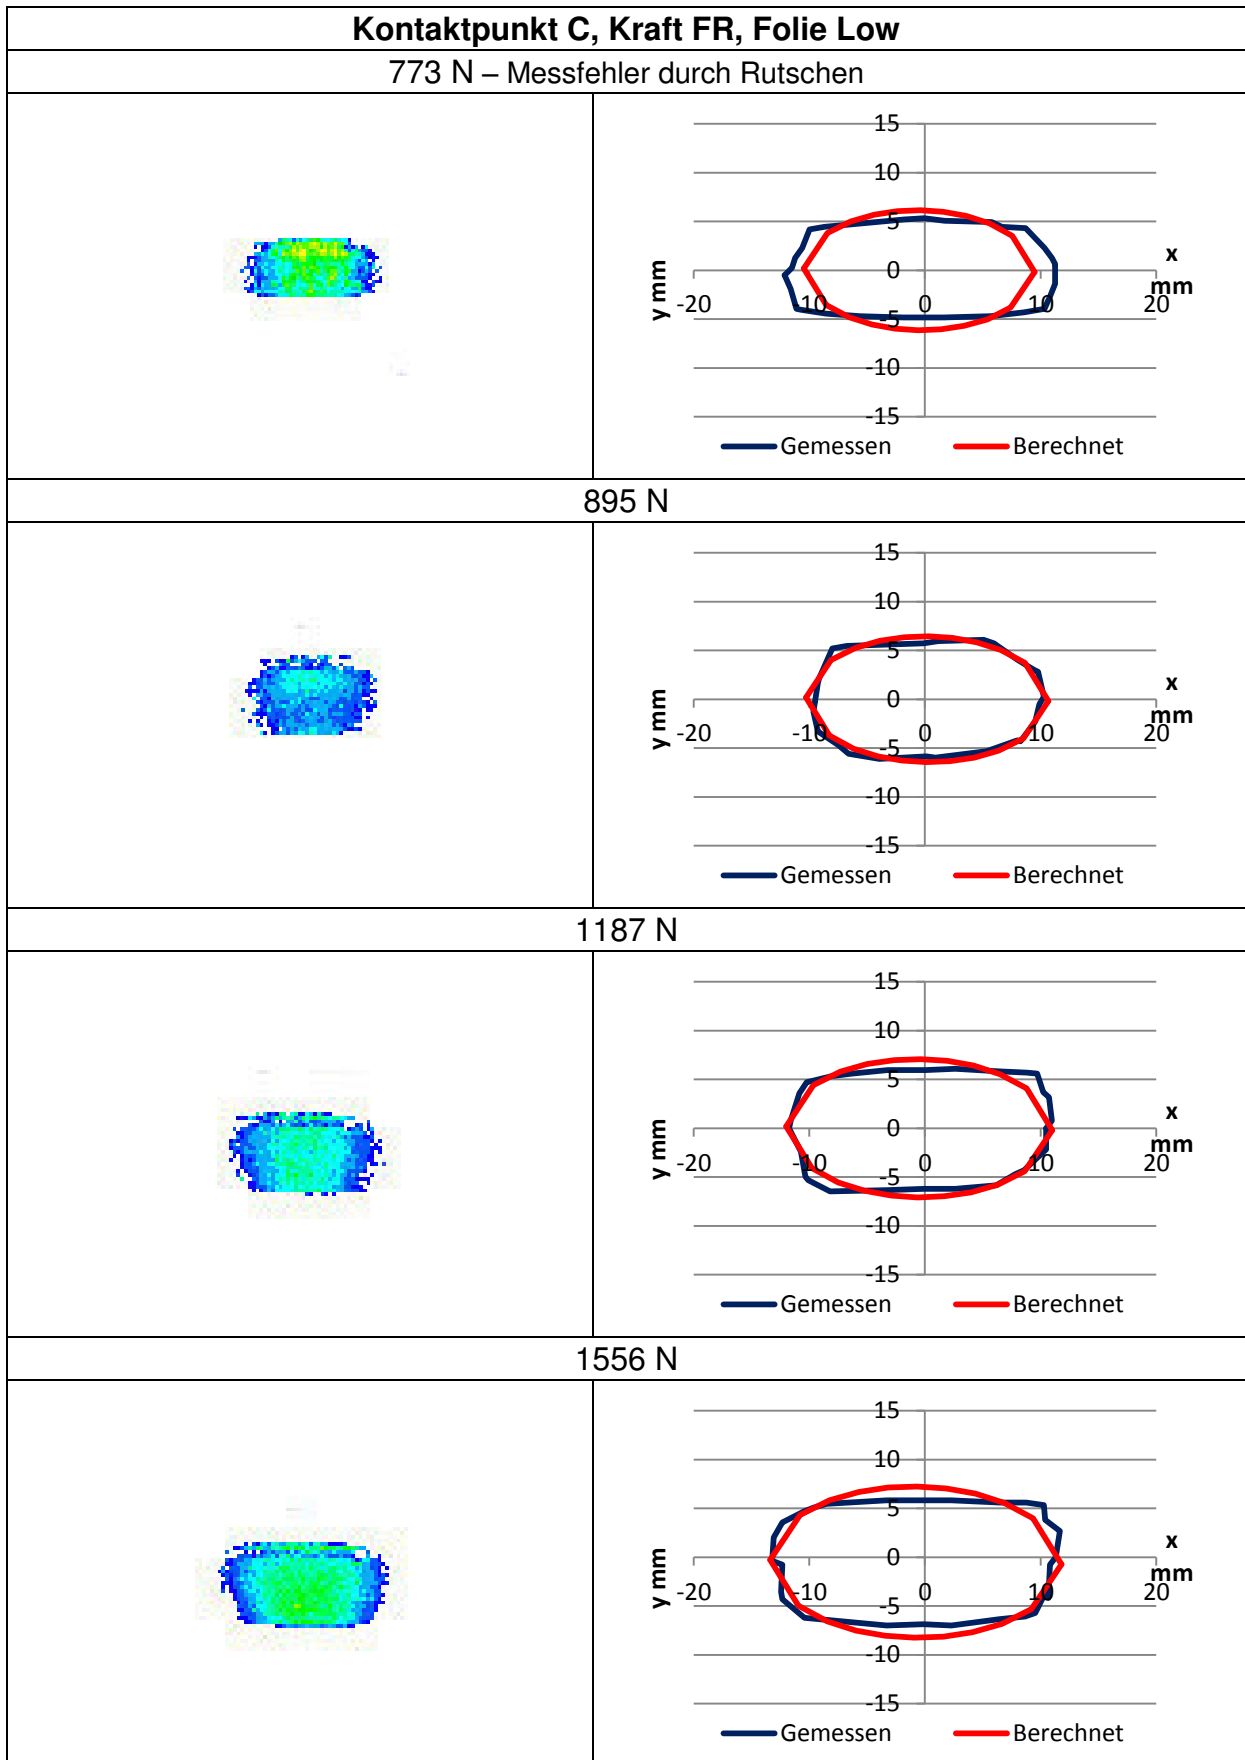 Kontaktpunkt C, Kraft FR, Folie Low
773 N – Messfehler durch Rutschen
15
10
5
0
-5
-10
-15
-20 -10 0 10 20
x
mm
y mm
Gemessen Berechnet
895 N
15
10
5
0
-5
-10
-15
-20 -10 0 10 20
x
mm
y mm
Gemessen Berechnet
1187 N
15
10
5
0
-5
-10
-15
-20 -10 0 10 20
x
mm
y mm
Gemessen Berechnet
1556 N
15
10
5
0
-5
-10
-15
-20 -10 0 10 20
x
mm
y mm
Gemessen Berechnet